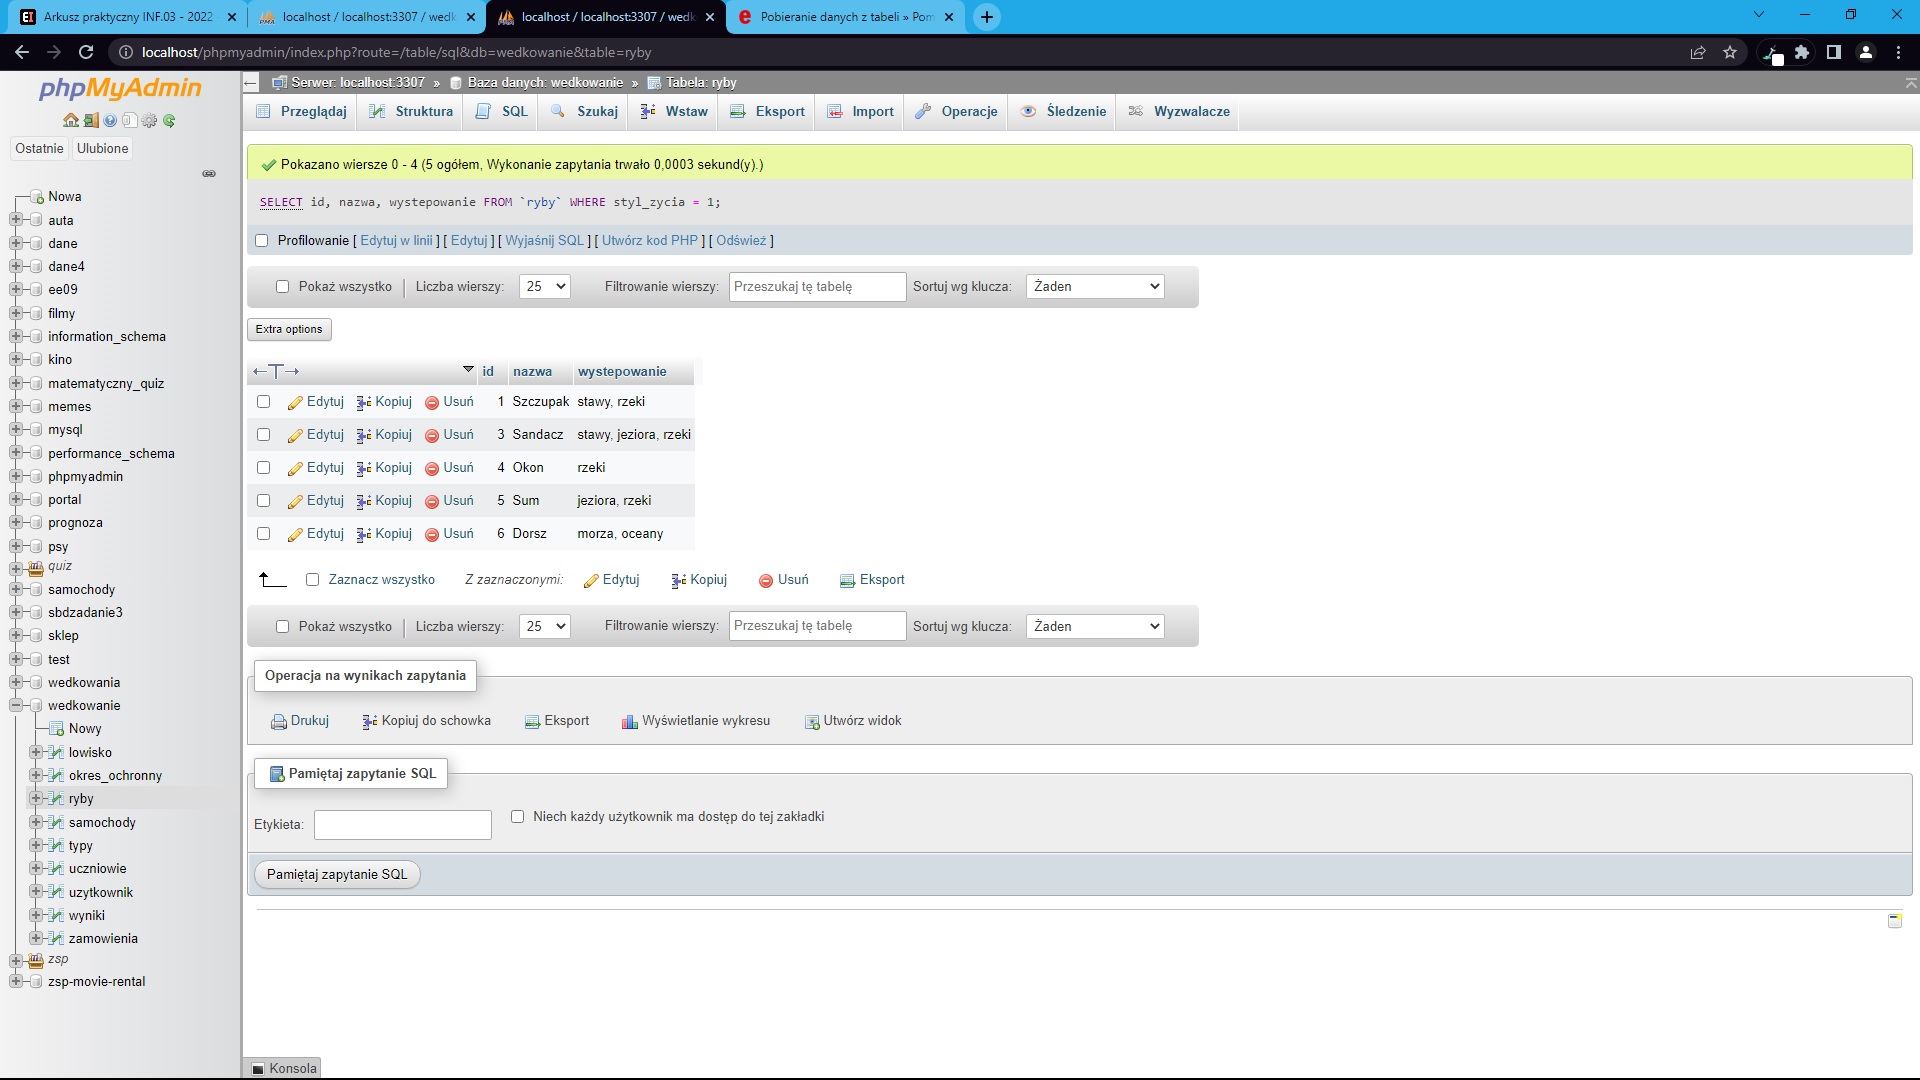 Arkusz praktyczny INF.03 - 2022
localhost / localhost:3307 / wedk
localhost / localhost:3307 / wedk
Pobieranie danych z tabeli » Pom
localhost/phpmyadmin/index.php?route=/table/sql&db=wedkowanie&table=ryby
phpMyAdmin
Ostatnie
Ulubione
Nowa
auta
dane
dane4
ee09
filmy
information_schema
kino
matematyczny_quiz
memes
mysql
performance_schema
phpmyadmin
portal
prognoza
psy
quiz
samochody
sbdzadanie3
sklep
test
wedkowania
wedkowanie
Nowy
lowisko
okres_ochronny
ryby
samochody
typy
uczniowie
uzytkownik
wyniki
zamowienia
zsp
zsp-movie-rental
Serwer: localhost:3307 » Baza danych: wedkowanie » Tabela: ryby
Przeglądaj Struktura SQL Szukaj Wstaw Eksport Import Operacje Śledzenie Wyzwalacze
Pokazano wiersze 0 - 4 (5 ogółem, Wykonanie zapytania trwało 0,0003 sekund(y).)
SELECT id, nazwa, wystepowanie FROM `ryby` WHERE styl_zycia = 1;
Profilowanie [ Edytuj w linii ] [ Edytuj ] [ Wyjaśnij SQL ] [ Utwórz kod PHP ] [ Odśwież ]
Pokaż wszystko | Liczba wierszy: 25 Filtrowanie wierszy: Przeszukaj tę tabelę Sortuj wg klucza: Żaden
Extra options
←T→ id nazwa wystepowanie
Edytuj Kopiuj Usuń 1 Szczupak stawy, rzeki
Edytuj Kopiuj Usuń 3 Sandacz stawy, jeziora, rzeki
Edytuj Kopiuj Usuń 4 Okon rzeki
Edytuj Kopiuj Usuń 5 Sum jeziora, rzeki
Edytuj Kopiuj Usuń 6 Dorsz morza, oceany
Zaznacz wszystko Z zaznaczonymi: Edytuj Kopiuj Usuń Eksport
Pokaż wszystko | Liczba wierszy: 25 Filtrowanie wierszy: Przeszukaj tę tabelę Sortuj wg klucza: Żaden
Operacja na wynikach zapytania
Drukuj Kopiuj do schowka Eksport Wyświetlanie wykresu Utwórz widok
Pamiętaj zapytanie SQL
Etykieta: Niech każdy użytkownik ma dostęp do tej zakładki
Pamiętaj zapytanie SQL
Konsola